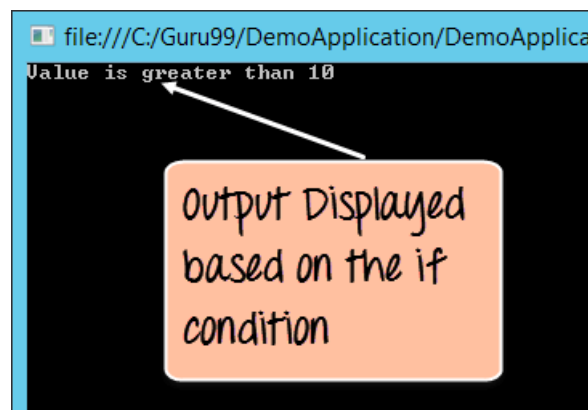 file:///C:/Guru99/DemoApplication/DemoApplica
Value is greater than 10
Output Displayed
based on the if
condition